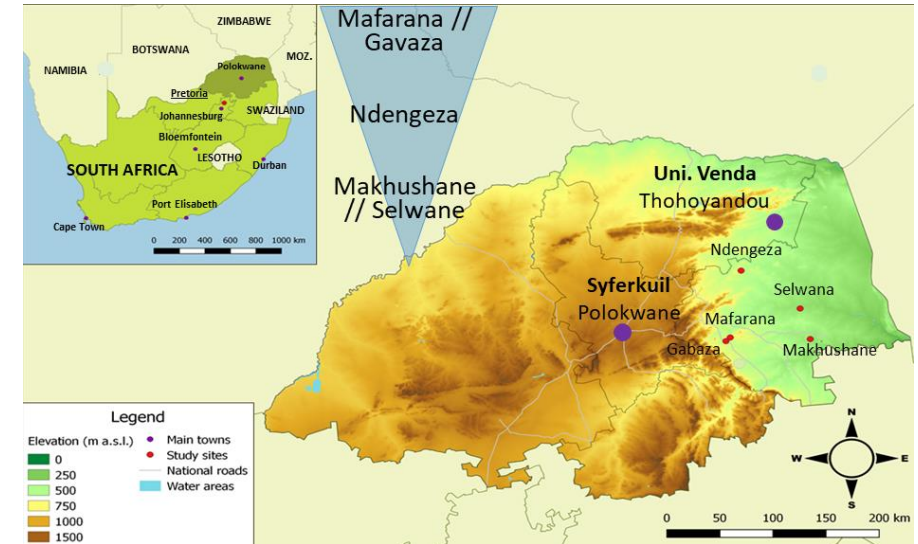 ZIMBABWE
BOTSWANA
MOZ.
NAMIBIA
Polokwane
Pretoria
Johannesburg
SWAZILAND
Bloemfontein
LESOTHO
Durban
SOUTH AFRICA
Port Elisabeth
Cape Town
0 200 400 600 800 1000 km
Mafarana //
Gavaza
Ndengeza
Makhushane
// Selwane
Uni. Venda
Thohoyandou
Ndengeza
Syferkuil
Polokwane
Selwana
Mafarana
Gabaza
Makhushane
Legend
Elevation (m a.s.l.)
0
250
500
750
1000
1500
Main towns
Study sites
National roads
Water areas
N
W E
S
0 50 100 150 200 km